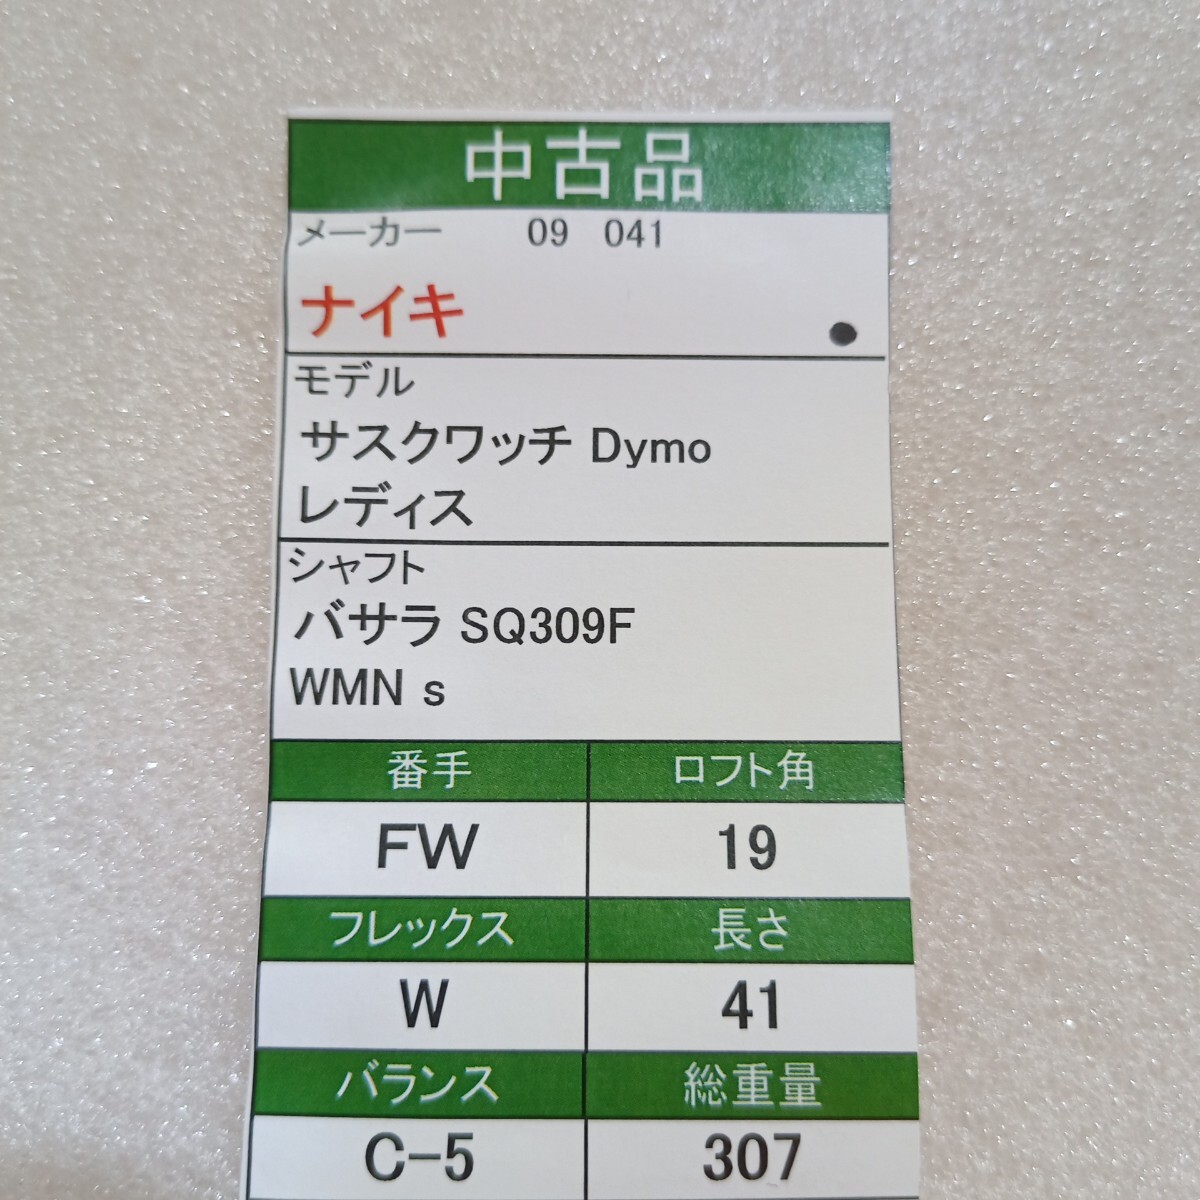 中古品
メーカー 09 041
ナイキ
モデル
サスクワッチ Dymo
レディス
シャフト
バサラ SQ309F
WMN s
番手 ロフト角
FW 19
フレックス 長さ
W 41
バランス 総重量
C-5 307